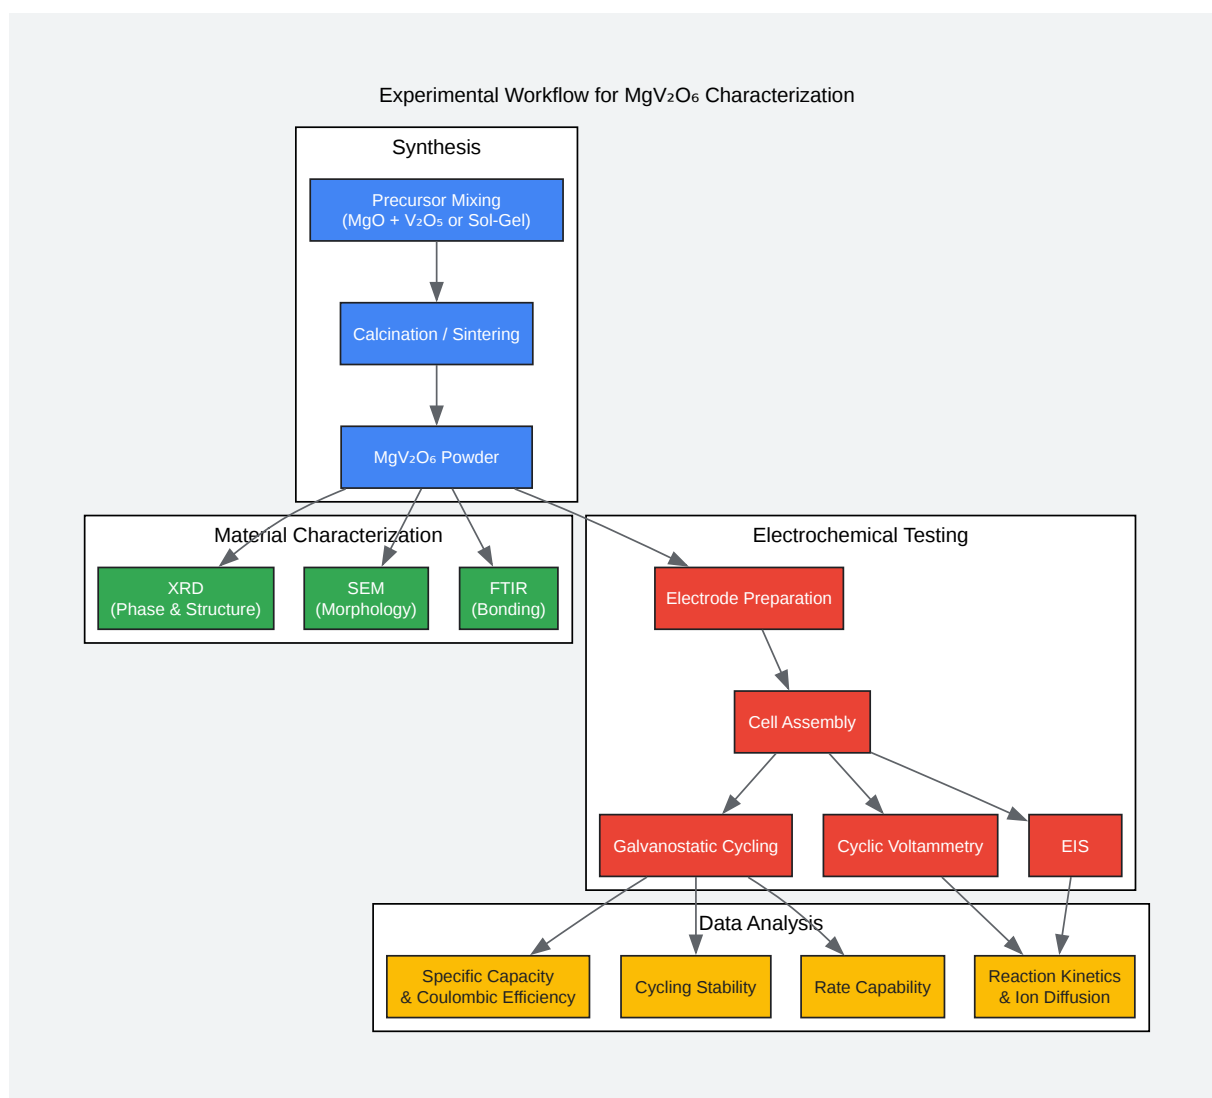 Experimental Workflow for MgV₂O₆ Characterization
Synthesis
Precursor Mixing
(MgO + V₂O₅ or Sol-Gel)
Calcination / Sintering
MgV₂O₆ Powder
Material Characterization
XRD
(Phase & Structure)
SEM
(Morphology)
FTIR
(Bonding)
Electrochemical Testing
Electrode Preparation
Cell Assembly
Galvanostatic Cycling
Cyclic Voltammetry
EIS
Data Analysis
Specific Capacity
& Coulombic Efficiency
Cycling Stability
Rate Capability
Reaction Kinetics
& Ion Diffusion